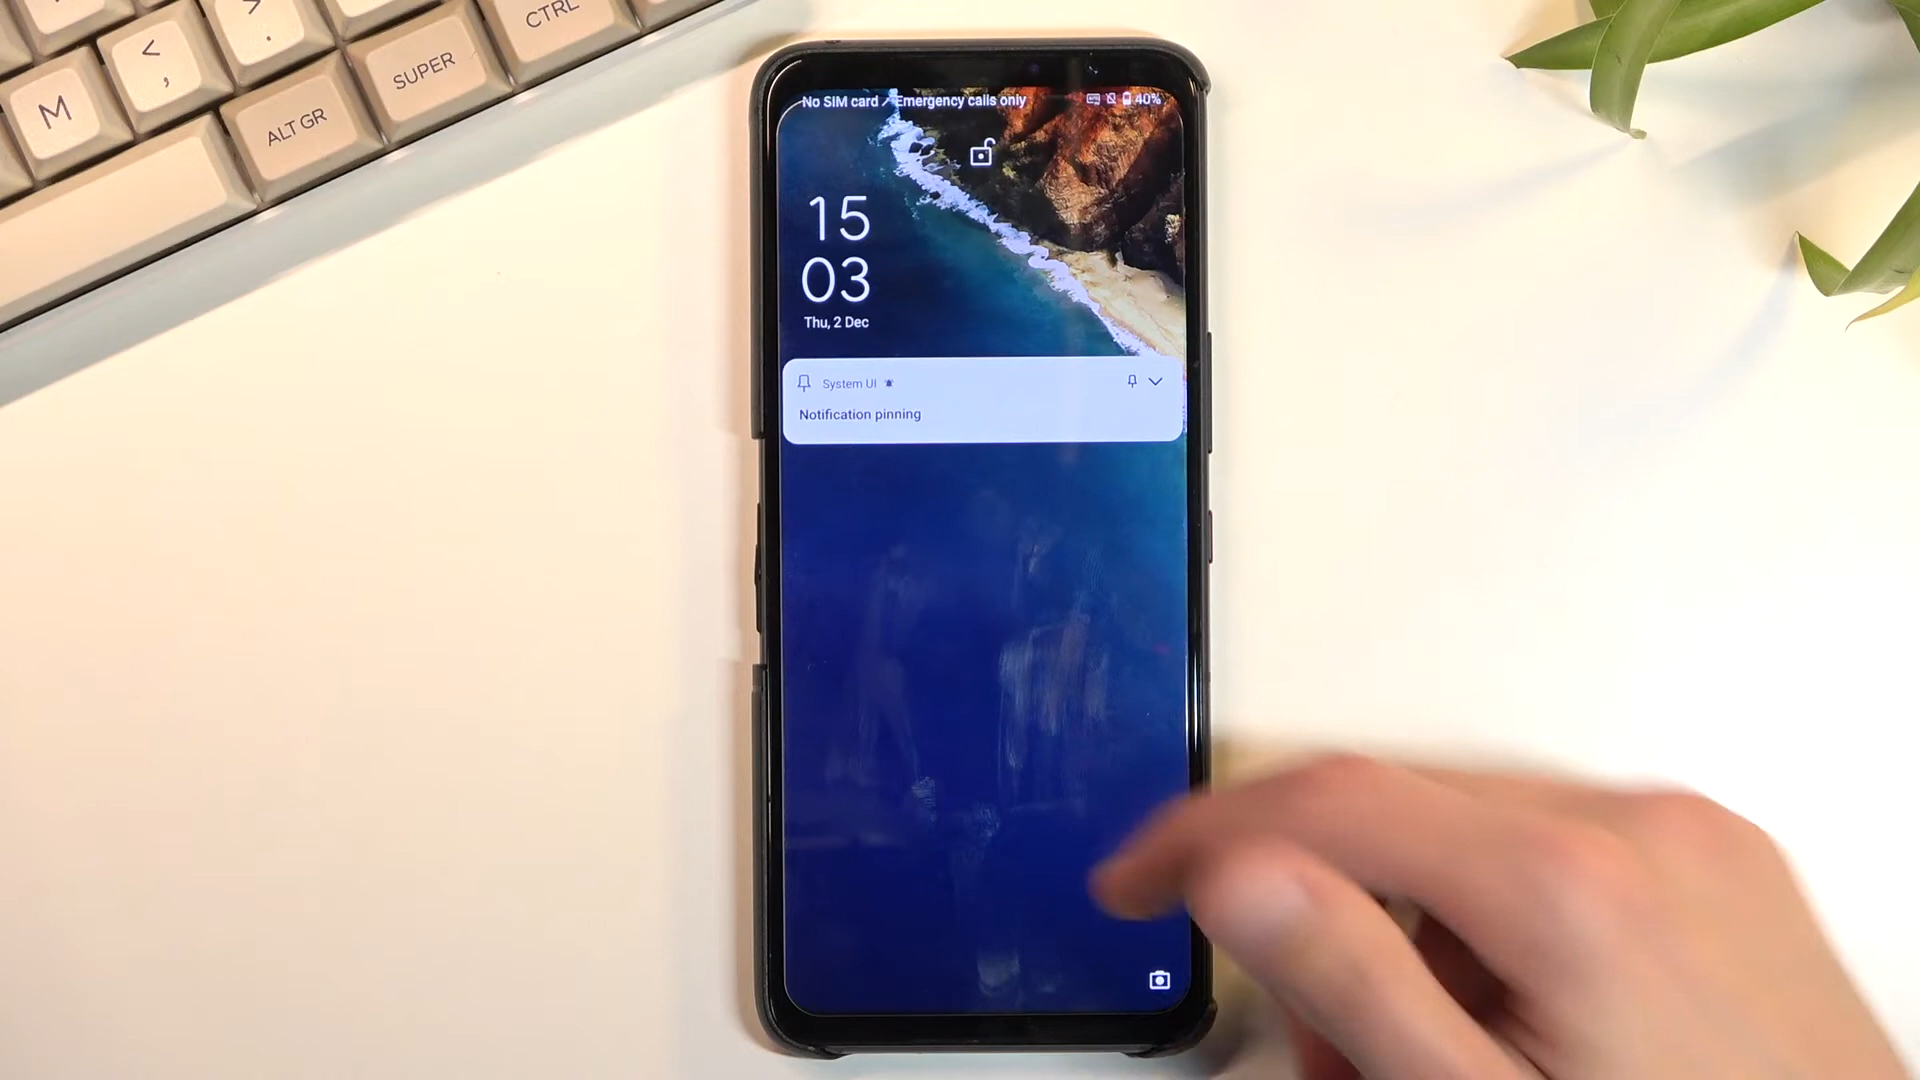 CTRL
SUPER
ALT GR
M
<
,
>
.
No SIM card / Emergency calls only
40%
15
03
Thu, 2 Dec
System UI
Notification pinning